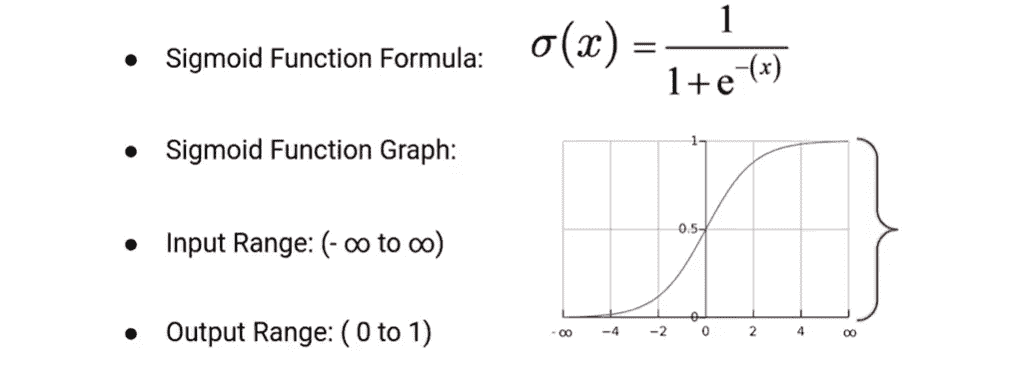 • Sigmoid Function Formula: σ(x) = 1 / 1+e^-(x)
• Sigmoid Function Graph:
1
0.5
0
- ∞ -4 -2 0 2 4 ∞
• Input Range: (- ∞ to ∞)
• Output Range: ( 0 to 1)